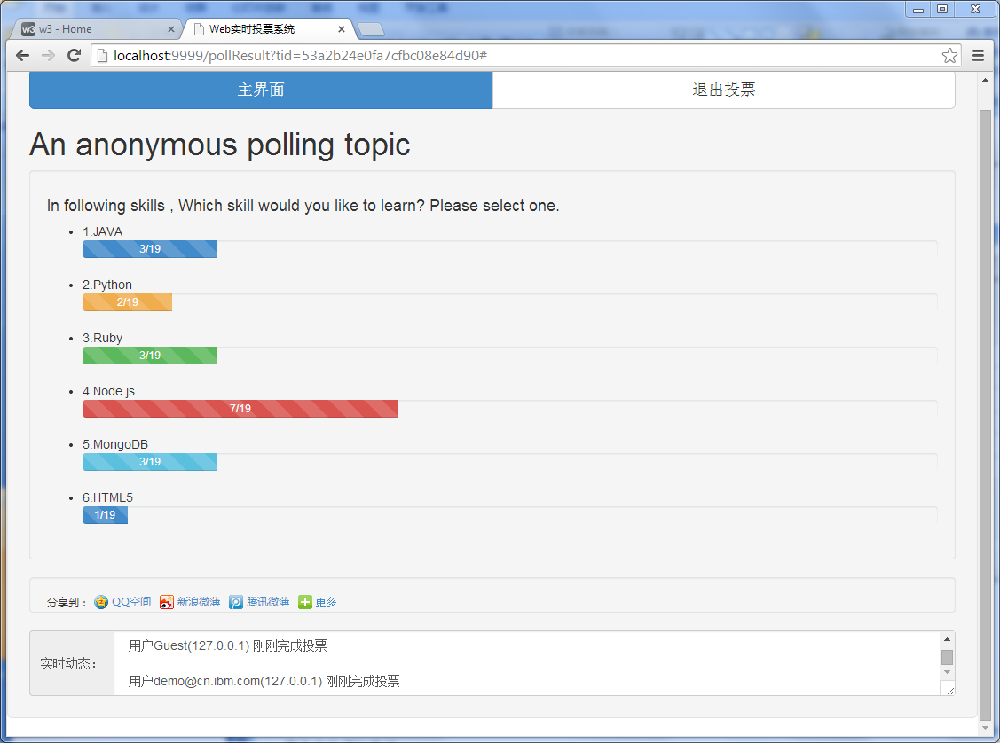 w3 w3 - Home
Web实时投票系统
localhost:9999/pollResult?tid=53a2b24e0fa7cfbc08e84d90#
主界面 退出投票
An anonymous polling topic
In following skills , Which skill would you like to learn? Please select one.
1.JAVA
3/19
2.Python
2/19
3.Ruby
3/19
4.Node.js
7/19
5.MongoDB
3/19
6.HTML5
1/19
分享到： QQ空间 新浪微薄 腾讯微薄 更多
实时动态：
用户Guest(127.0.0.1) 刚刚完成投票
用户demo@cn.ibm.com(127.0.0.1) 刚刚完成投票